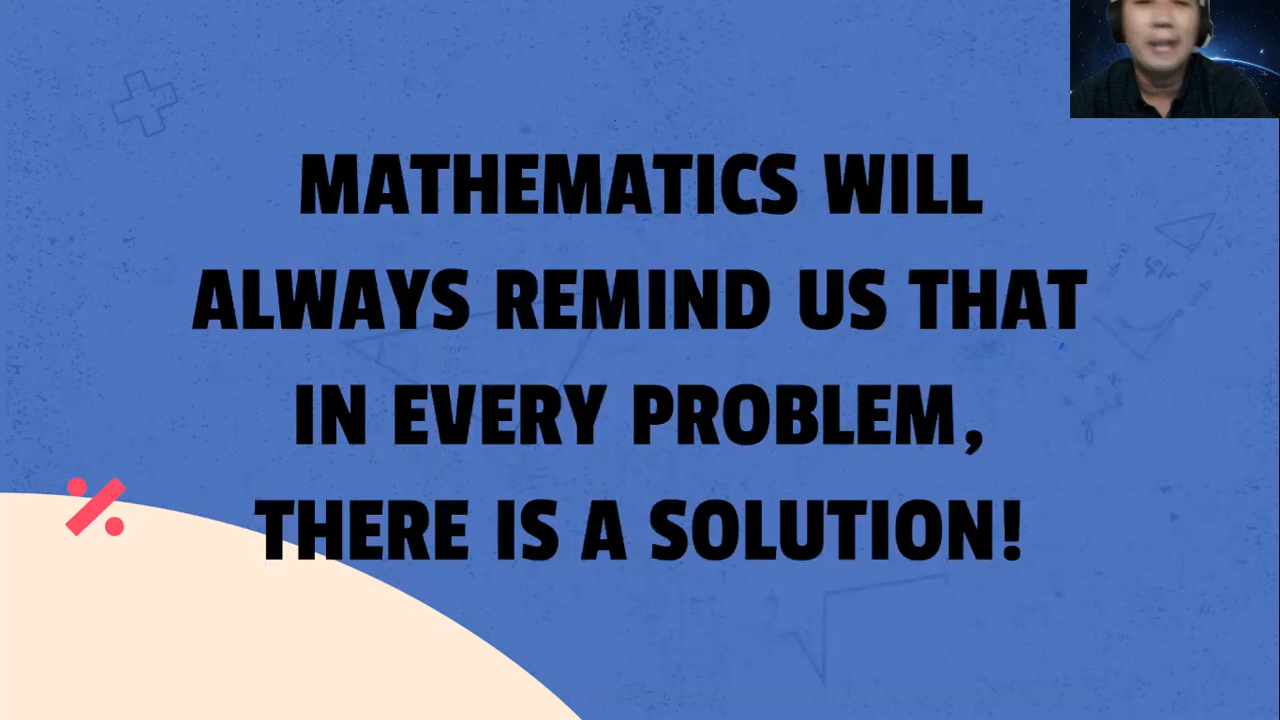 MATHEMATICS WILL
ALWAYS REMIND US THAT
IN EVERY PROBLEM,
THERE IS A SOLUTION!